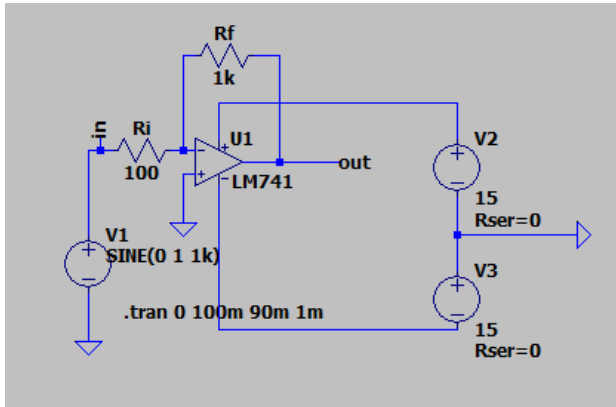 Rf
1k
in
Ri
100
U1
LM741
out
V1
SINE(0 1 1k)
.tran 0 100m 90m 1m
V2
15
Rser=0
V3
15
Rser=0